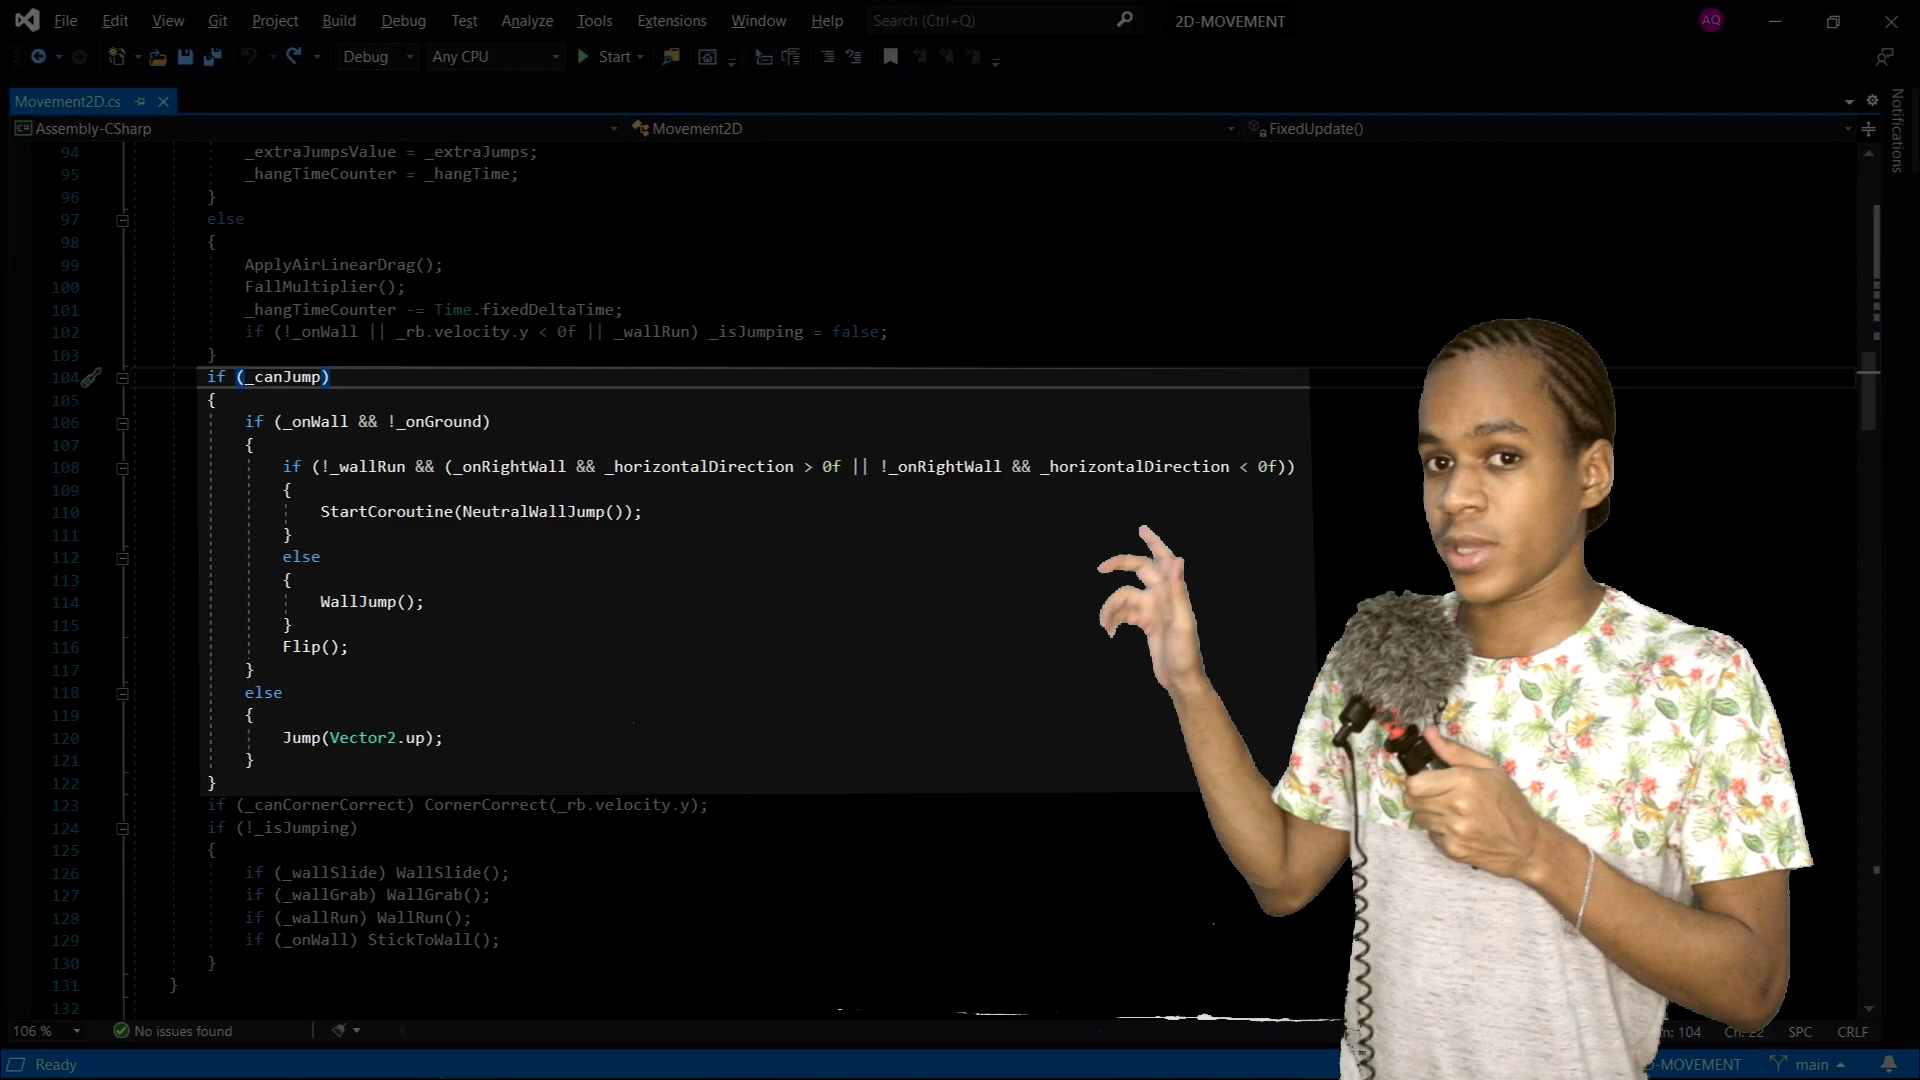 File Edit View Git Project Build Debug Test Analyze Tools Extensions Window Help Search (Ctrl+Q) 2D-MOVEMENT AQ
Debug Any CPU Start
Movement2D.cs
Notifications
C# Assembly-CSharp Movement2D FixedUpdate()
94 _extraJumpsValue = _extraJumps;
95 _hangTimeCounter = _hangTime;
96 }
97 else
98 {
99 ApplyAirLinearDrag();
100 FallMultiplier();
101 _hangTimeCounter -= Time.fixedDeltaTime;
102 if (!_onWall || _rb.velocity.y < 0f || _wallRun) _isJumping = false;
103 }
104 if (_canJump)
105 {
106 if (_onWall && !_onGround)
107 {
108 if (!_wallRun && (_onRightWall && _horizontalDirection > 0f || !_onRightWall && _horizontalDirection < 0f))
109 {
110 StartCoroutine(NeutralWallJump());
111 }
112 else
113 {
114 WallJump();
115 }
116 Flip();
117 }
118 else
119 {
120 Jump(Vector2.up);
121 }
122 }
123 if (_canCornerCorrect) CornerCorrect(_rb.velocity.y);
124 if (!_isJumping)
125 {
126 if (_wallSlide) WallSlide();
127 if (_wallGrab) WallGrab();
128 if (_wallRun) WallRun();
129 if (_onWall) StickToWall();
130 }
131 }
132
106 % No issues found Ln: 104 Ch: 22 SPC CRLF
Ready D-MOVEMENT main